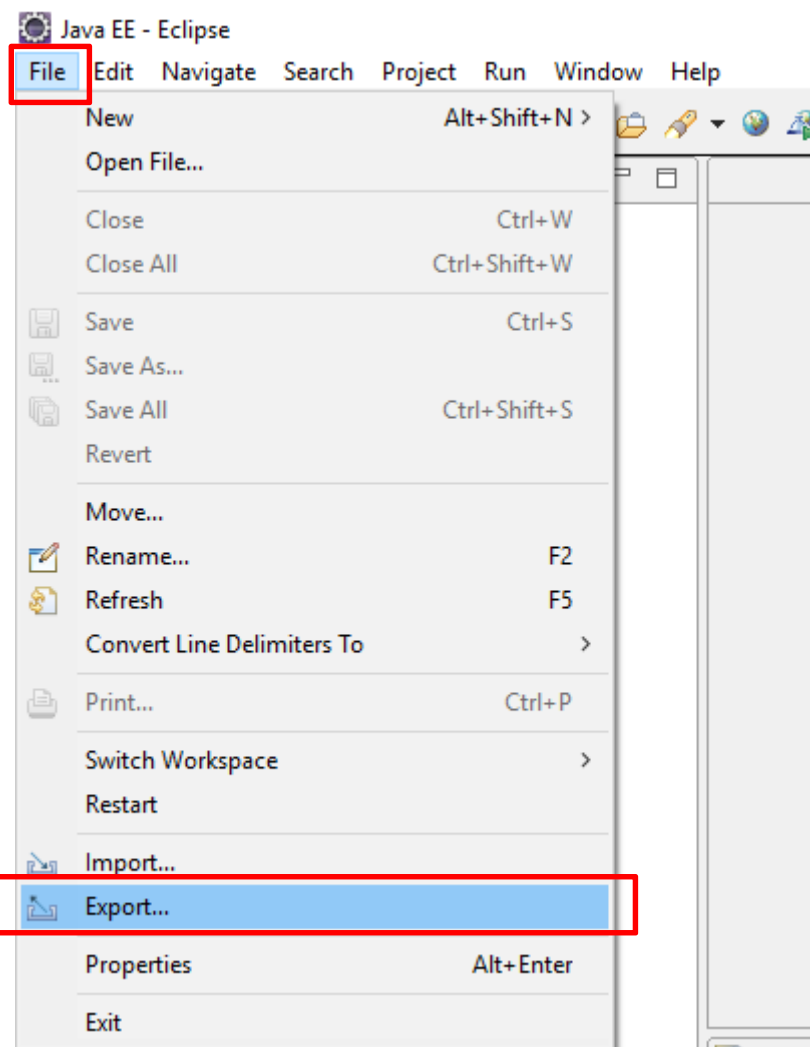 Java EE - Eclipse
File Edit Navigate Search Project Run Window Help
New Alt+Shift+N >
Open File...
Close Ctrl+W
Close All Ctrl+Shift+W
Save Ctrl+S
Save As...
Save All Ctrl+Shift+S
Revert
Move...
Rename... F2
Refresh F5
Convert Line Delimiters To >
Print... Ctrl+P
Switch Workspace >
Restart
Import...
Export...
Properties Alt+Enter
Exit